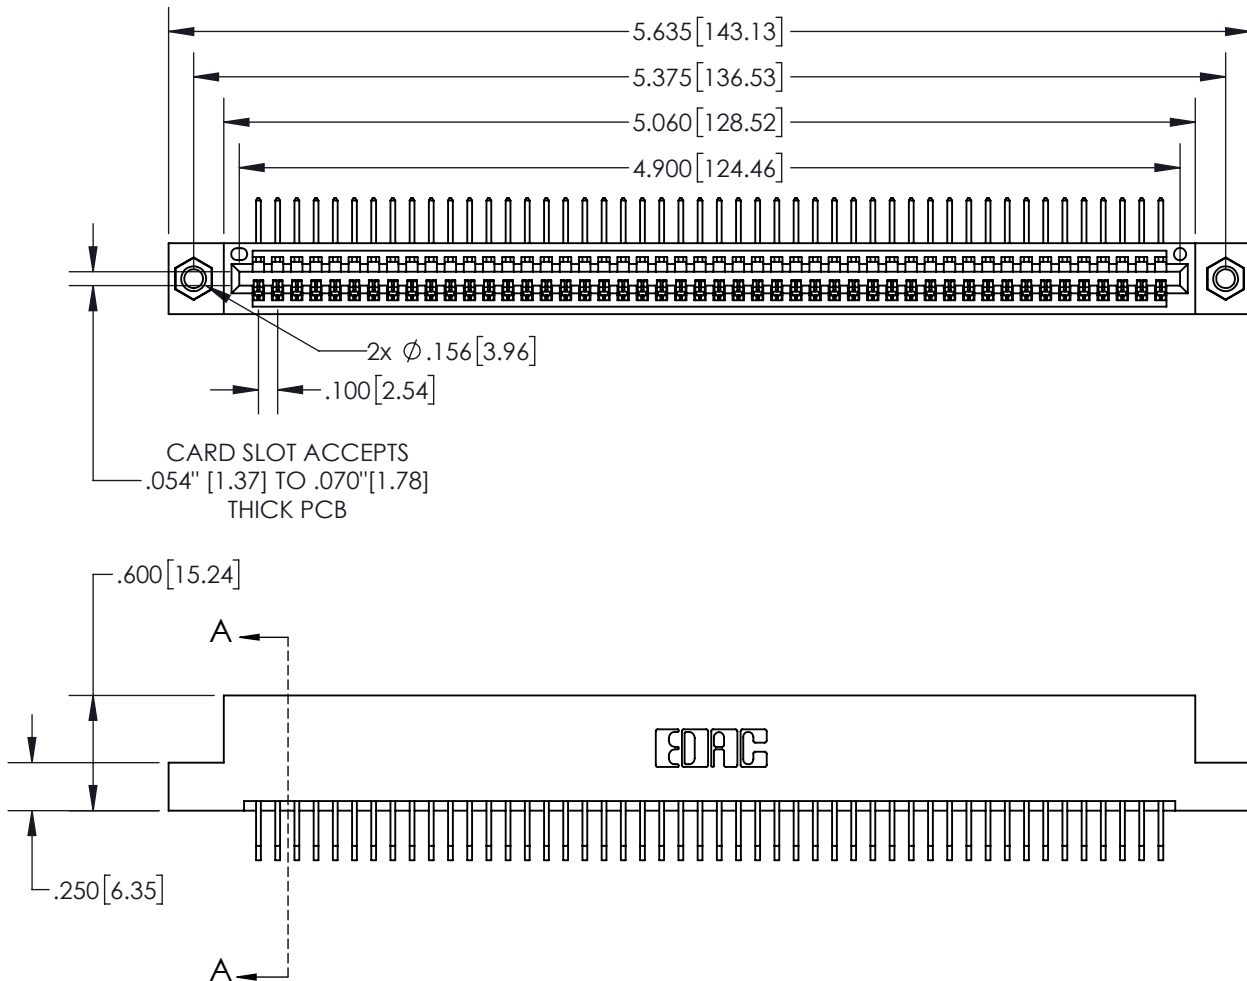 5.635[143.13]
5.375[136.53]
5.060[128.52]
4.900[124.46]
2x Ø.156[3.96]
.100[2.54]
CARD SLOT ACCEPTS
.054" [1.37] TO .070"[1.78]
THICK PCB
.600[15.24]
A
EDAC
.250[6.35]
A